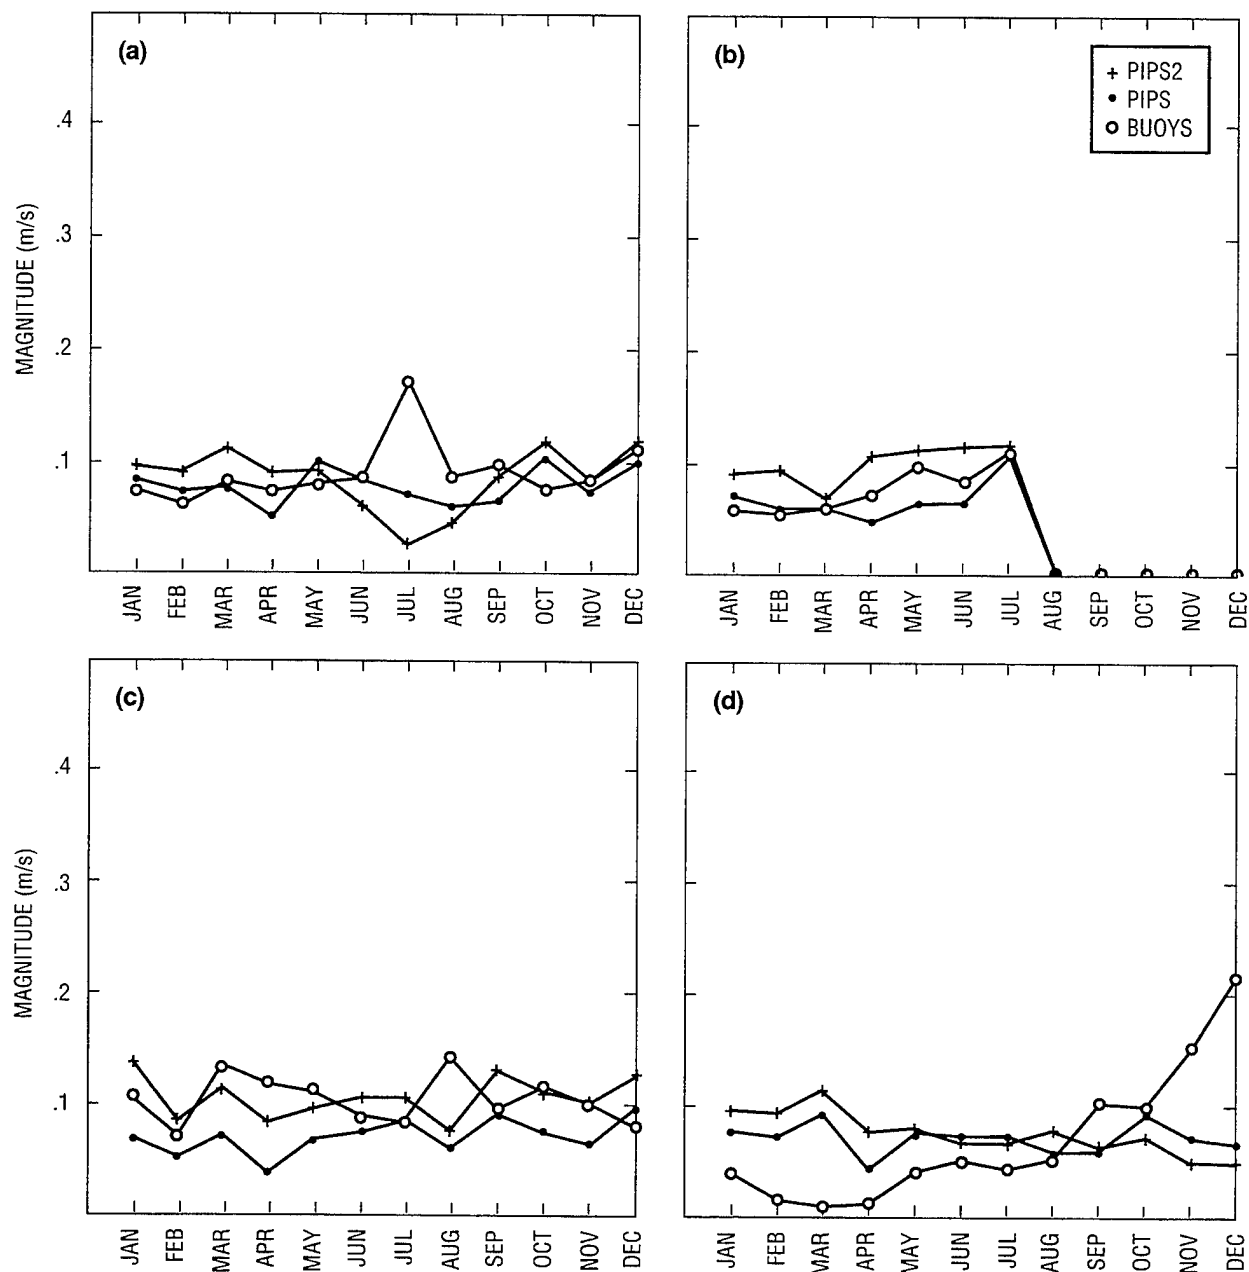 (a)
.4
.3
.2
.1
MAGNITUDE (m/s)
JAN FEB MAR APR MAY JUN JUL AUG SEP OCT NOV DEC
(b)
+ PIPS2
• PIPS
O BUOYS
JAN FEB MAR APR MAY JUN JUL AUG SEP OCT NOV DEC
(c)
.4
.3
.2
.1
MAGNITUDE (m/s)
JAN FEB MAR APR MAY JUN JUL AUG SEP OCT NOV DEC
(d)
JAN FEB MAR APR MAY JUN JUL AUG SEP OCT NOV DEC